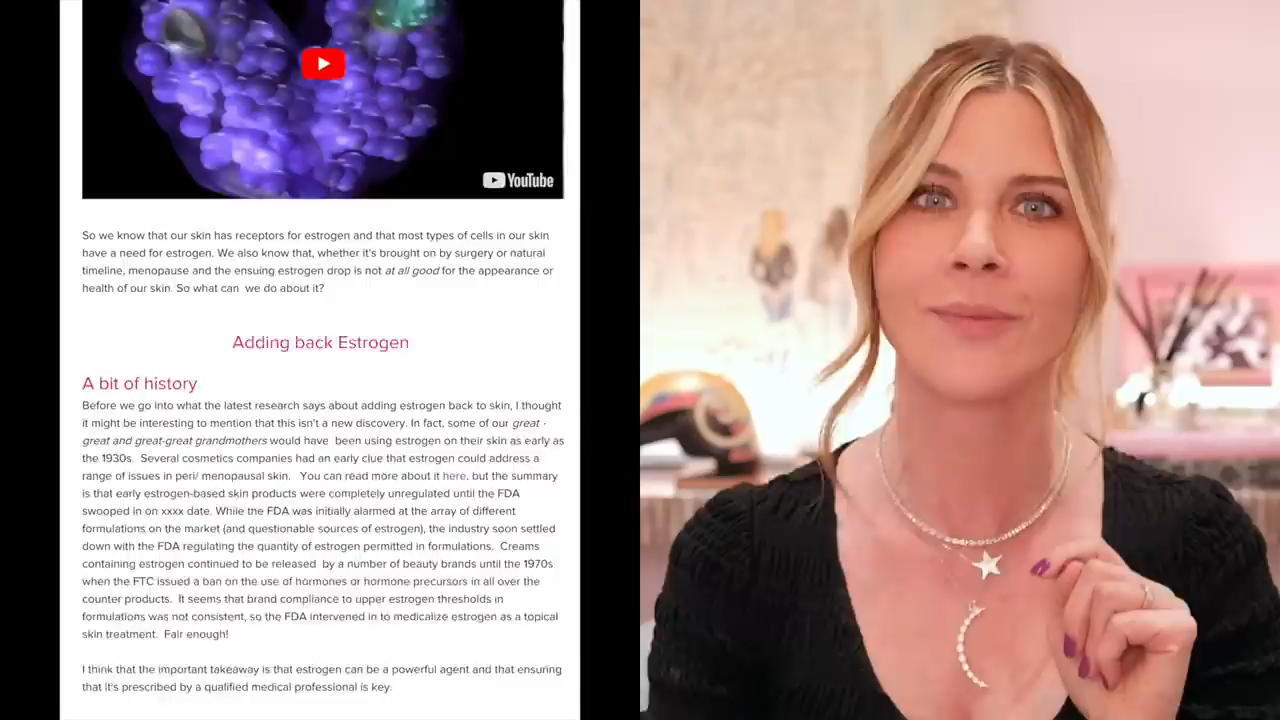 YouTube
So we know that our skin has receptors for estrogen and that most types of cells in our skin
have a need for estrogen. We also know that, whether it's brought on by surgery or natural
timeline, menopause and the ensuing estrogen drop is not at all good for the appearance or
health of our skin. So what can we do about it?
Adding back Estrogen
A bit of history
Before we go into what the latest research says about adding estrogen back to skin, I thought
it might be interesting to mention that this isn't a new discovery. In fact, some of our great -
great and great-great grandmothers would have been using estrogen on their skin as early as
the 1930s. Several cosmetics companies had an early clue that estrogen could address a
range of issues in peri/ menopausal skin. You can read more about it here, but the summary
is that early estrogen-based skin products were completely unregulated until the FDA
swooped in on xxxx date. While the FDA was initially alarmed at the array of different
formulations on the market (and questionable sources of estrogen), the industry soon settled
down with the FDA regulating the quantity of estrogen permitted in formulations. Creams
containing estrogen continued to be released by a number of beauty brands until the 1970s
when the FTC issued a ban on the use of hormones or hormone precursors in all over the
counter products. It seems that brand compliance to upper estrogen thresholds in
formulations was not consistent, so the FDA intervened in to medicalize estrogen as a topical
skin treatment. Fair enough!
I think that the important takeaway is that estrogen can be a powerful agent and that ensuring
that it's prescribed by a qualified medical professional is key.